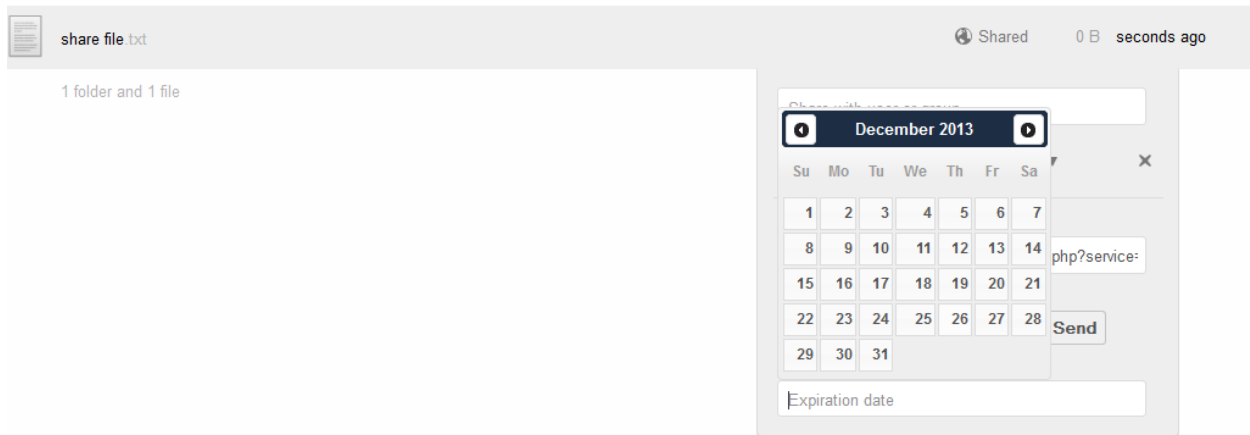 share file.txt Shared 0 B seconds ago
1 folder and 1 file
December 2013
Su Mo Tu We Th Fr Sa
1 2 3 4 5 6 7
8 9 10 11 12 13 14
php?service=
15 16 17 18 19 20 21
22 23 24 25 26 27 28
Send
29 30 31
Expiration date